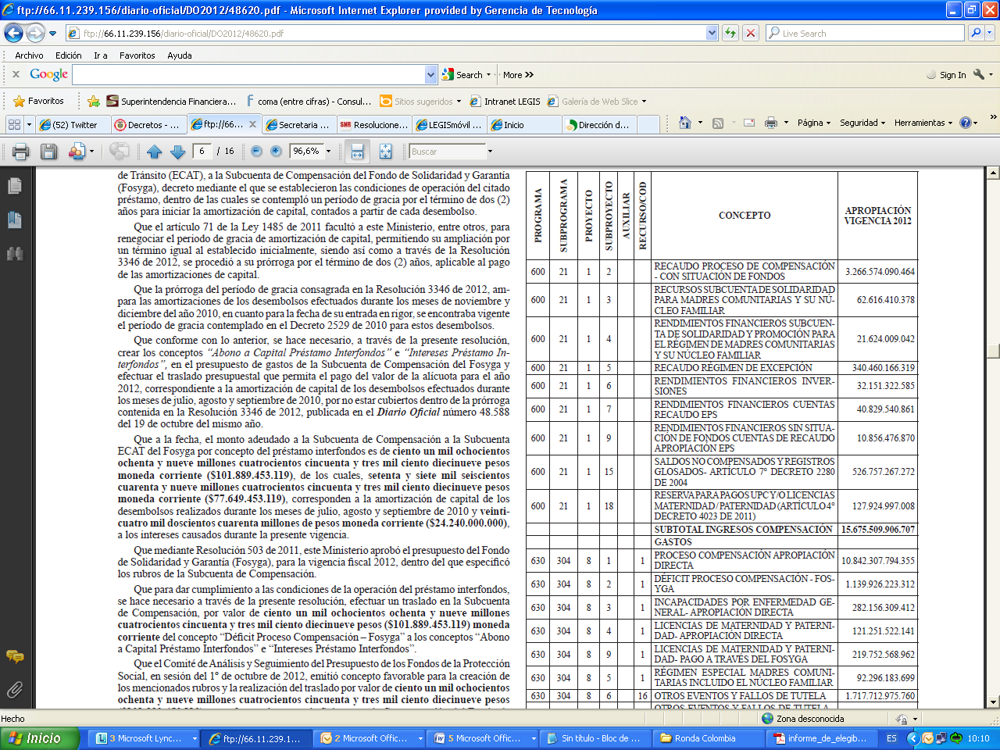 ftp://66.11.239.156/diario-oficial/DO2012/48620.pdf - Microsoft Internet Explorer provided by Gerencia de Tecnología
ftp://66.11.239.156/diario-oficial/DO2012/48620.pdf
Live Search
Archivo Edición Ir a Favoritos Ayuda
x Google Search More »
Sign In
Favoritos Superintendencia Financiera... coma (entre cifras) - Consul... Sitios sugeridos Intranet LEGIS Galería de Web Slice
(52) Twitter Decretos - ... ftp://66... X Secretaria ... SHR Resolucione... LEGISmóvil ... Inicio Dirección d... Página Seguridad Herramientas »
6 / 16 96,6% Buscar
de Tránsito (ECAT), a la Subcuenta de Compensación del Fondo de Solidaridad y Garantía
(Fosyga), decreto mediante el que se establecieron las condiciones de operación del citado
préstamo, dentro de las cuales se contempló un período de gracia por el término de dos (2)
años para iniciar la amortización de capital, contados a partir de cada desembolso.
Que el artículo 71 de la Ley 1485 de 2011 facultó a este Ministerio, entre otros, para
renegociar el periodo de gracia de amortización de capital, permitiendo su ampliación por
un término igual al establecido inicialmente, siendo así como a través de la Resolución
3346 de 2012, se procedió a su prórroga por el término de dos (2) años, aplicable al pago
de las amortizaciones de capital.
Que la prórroga del período de gracia consagrada en la Resolución 3346 de 2012, am-
para las amortizaciones de los desembolsos efectuados durante los meses de noviembre y
diciembre del año 2010, en cuanto para la fecha de su entrada en rigor, se encontraba vigente
el período de gracia contemplado en el Decreto 2529 de 2010 para estos desembolsos.
Que conforme con lo anterior, se hace necesario, a través de la presente resolución,
crear los conceptos “Abono a Capital Préstamo Interfondos” e “Intereses Préstamo In-
terfondos”, en el presupuesto de gastos de la Subcuenta de Compensación del Fosyga y
efectuar el traslado presupuestal que permita el pago del valor de la alícuota para el año
2012, correspondiente a la amortización de capital de los desembolsos efectuados durante
los meses de julio, agosto y septiembre de 2010, por no estar cubiertos dentro de la prórroga
contenida en la Resolución 3346 de 2012, publicada en el Diario Oficial número 48.588
del 19 de octubre del mismo año.
Que a la fecha, el monto adeudado a la Subcuenta de Compensación a la Subcuenta
ECAT del Fosyga por concepto del préstamo interfondos es de ciento un mil ochocientos
ochenta y nueve millones cuatrocientos cincuenta y tres mil ciento diecinueve pesos
moneda corriente ($101.889.453.119), de los cuales, setenta y siete mil seiscientos
cuarenta y nueve millones cuatrocientos cincuenta y tres mil ciento diecinueve pesos
moneda corriente ($77.649.453.119), corresponden a la amortización de capital de los
desembolsos realizados durante los meses de julio, agosto y septiembre de 2010 y veinti-
cuatro mil doscientos cuarenta millones de pesos moneda corriente ($24.240.000.000),
a los intereses causados durante la presente vigencia.
Que mediante Resolución 503 de 2011, este Ministerio aprobó el presupuesto del Fondo
de Solidaridad y Garantía (Fosyga), para la vigencia fiscal 2012, dentro del que especificó
los rubros de la Subcuenta de Compensación.
Que para dar cumplimiento a las condiciones de la operación del préstamo interfondos,
se hace necesario a través de la presente resolución, efectuar un traslado en la Subcuenta
de Compensación, por valor de ciento un mil ochocientos ochenta y nueve millones
cuatrocientos cincuenta y tres mil ciento diecinueve pesos ($101.889.453.119) moneda
corriente del concepto “Déficit Proceso Compensación – Fosyga” a los conceptos “Abono
a Capital Préstamo Interfondos” e “Intereses Préstamo Interfondos”.
Que el Comité de Análisis y Seguimiento del Presupuesto de los Fondos de la Protección
Social, en sesión del 1º de octubre de 2012, emitió concepto favorable para la creación de
los mencionados rubros y la realización del traslado por valor de ciento un mil ochocientos
ochenta y nueve millones cuatrocientos cincuenta y tres mil ciento diecinueve pesos
PROGRAMA SUBPROGRAMA PROYECTO SUBPROYECTO AUXILIAR RECURSO/COD CONCEPTO APROPIACIÓN
VIGENCIA 2012
600 21 1 2 RECAUDO PROCESO DE COMPENSACIÓN
- CON SITUACIÓN DE FONDOS 3.266.574.090.464
600 21 1 3 RECURSOS SUBCUENTA DE SOLIDARIDAD
PARA MADRES COMUNITARIAS Y SU NÚ-
CLEO FAMILIAR 62.616.410.378
600 21 1 4 RENDIMIENTOS FINANCIEROS SUBCUEN-
TA DE SOLIDARIDAD Y PROMOCIÓN PARA
EL RÉGIMEN DE MADRES COMUNITARIAS
Y SU NÚCLEO FAMILIAR 21.624.009.042
600 21 1 5 RECAUDO RÉGIMEN DE EXCEPCIÓN 340.460.166.319
600 21 1 6 RENDIMIENTOS FINANCIEROS INVER-
SIONES 32.151.322.585
600 21 1 7 RENDIMIENTOS FINANCIEROS CUENTAS
RECAUDO EPS 40.829.540.861
600 21 1 9 RENDIMIENTOS FINANCIEROS SIN SITUA-
CIÓN DE FONDOS CUENTAS DE RECAUDO
APROPIACIÓN EPS 10.856.476.870
600 21 1 15 SALDOS NO COMPENSADOS Y REGISTROS
GLOSADOS- ARTÍCULO 7º DECRETO 2280
DE 2004 526.757.267.272
600 21 1 18 RESERVA PARA PAGOS UPC Y/O LICENCIAS
MATERNIDAD / PATERNIDAD (ARTÍCULO 4º
DECRETO 4023 DE 2011) 127.924.997.008
SUBTOTAL INGRESOS COMPENSACIÓN 15.675.509.906.707
GASTOS
630 304 8 1 1 PROCESO COMPENSACIÓN APROPIACIÓN
DIRECTA 10.842.307.794.355
630 304 8 2 1 DÉFICIT PROCESO COMPENSACIÓN - FOS-
YGA 1.139.926.223.312
630 304 8 3 1 INCAPACIDADES POR ENFERMEDAD GE-
NERAL- APROPIACIÓN DIRECTA 282.156.309.412
630 304 8 4 1 LICENCIAS DE MATERNIDAD Y PATERNI-
DAD- APROPIACIÓN DIRECTA 121.251.522.141
630 304 8 9 1 LICENCIAS DE MATERNIDAD Y PATERNI-
DAD- PAGO A TRAVÉS DEL FOSYGA 219.752.568.962
630 304 8 5 1 RÉGIMEN ESPECIAL MADRES COMUNI-
TARIAS INCLUIDO EL NÚCLEO FAMILIAR 92.296.183.699
630 304 8 6 16 OTROS EVENTOS Y FALLOS DE TUTELA 1.717.712.975.760
OTROS EVENTOS Y FALLOS DE TUTELA
Hecho Zona desconocida
Inicio 3 Microsoft Lync... ftp://66.11.239.1... 2 Microsoft Offic... 5 Microsoft Offic... Sin título - Bloc de ... Ronda Colombia informe_de_elegib... ES 10:10